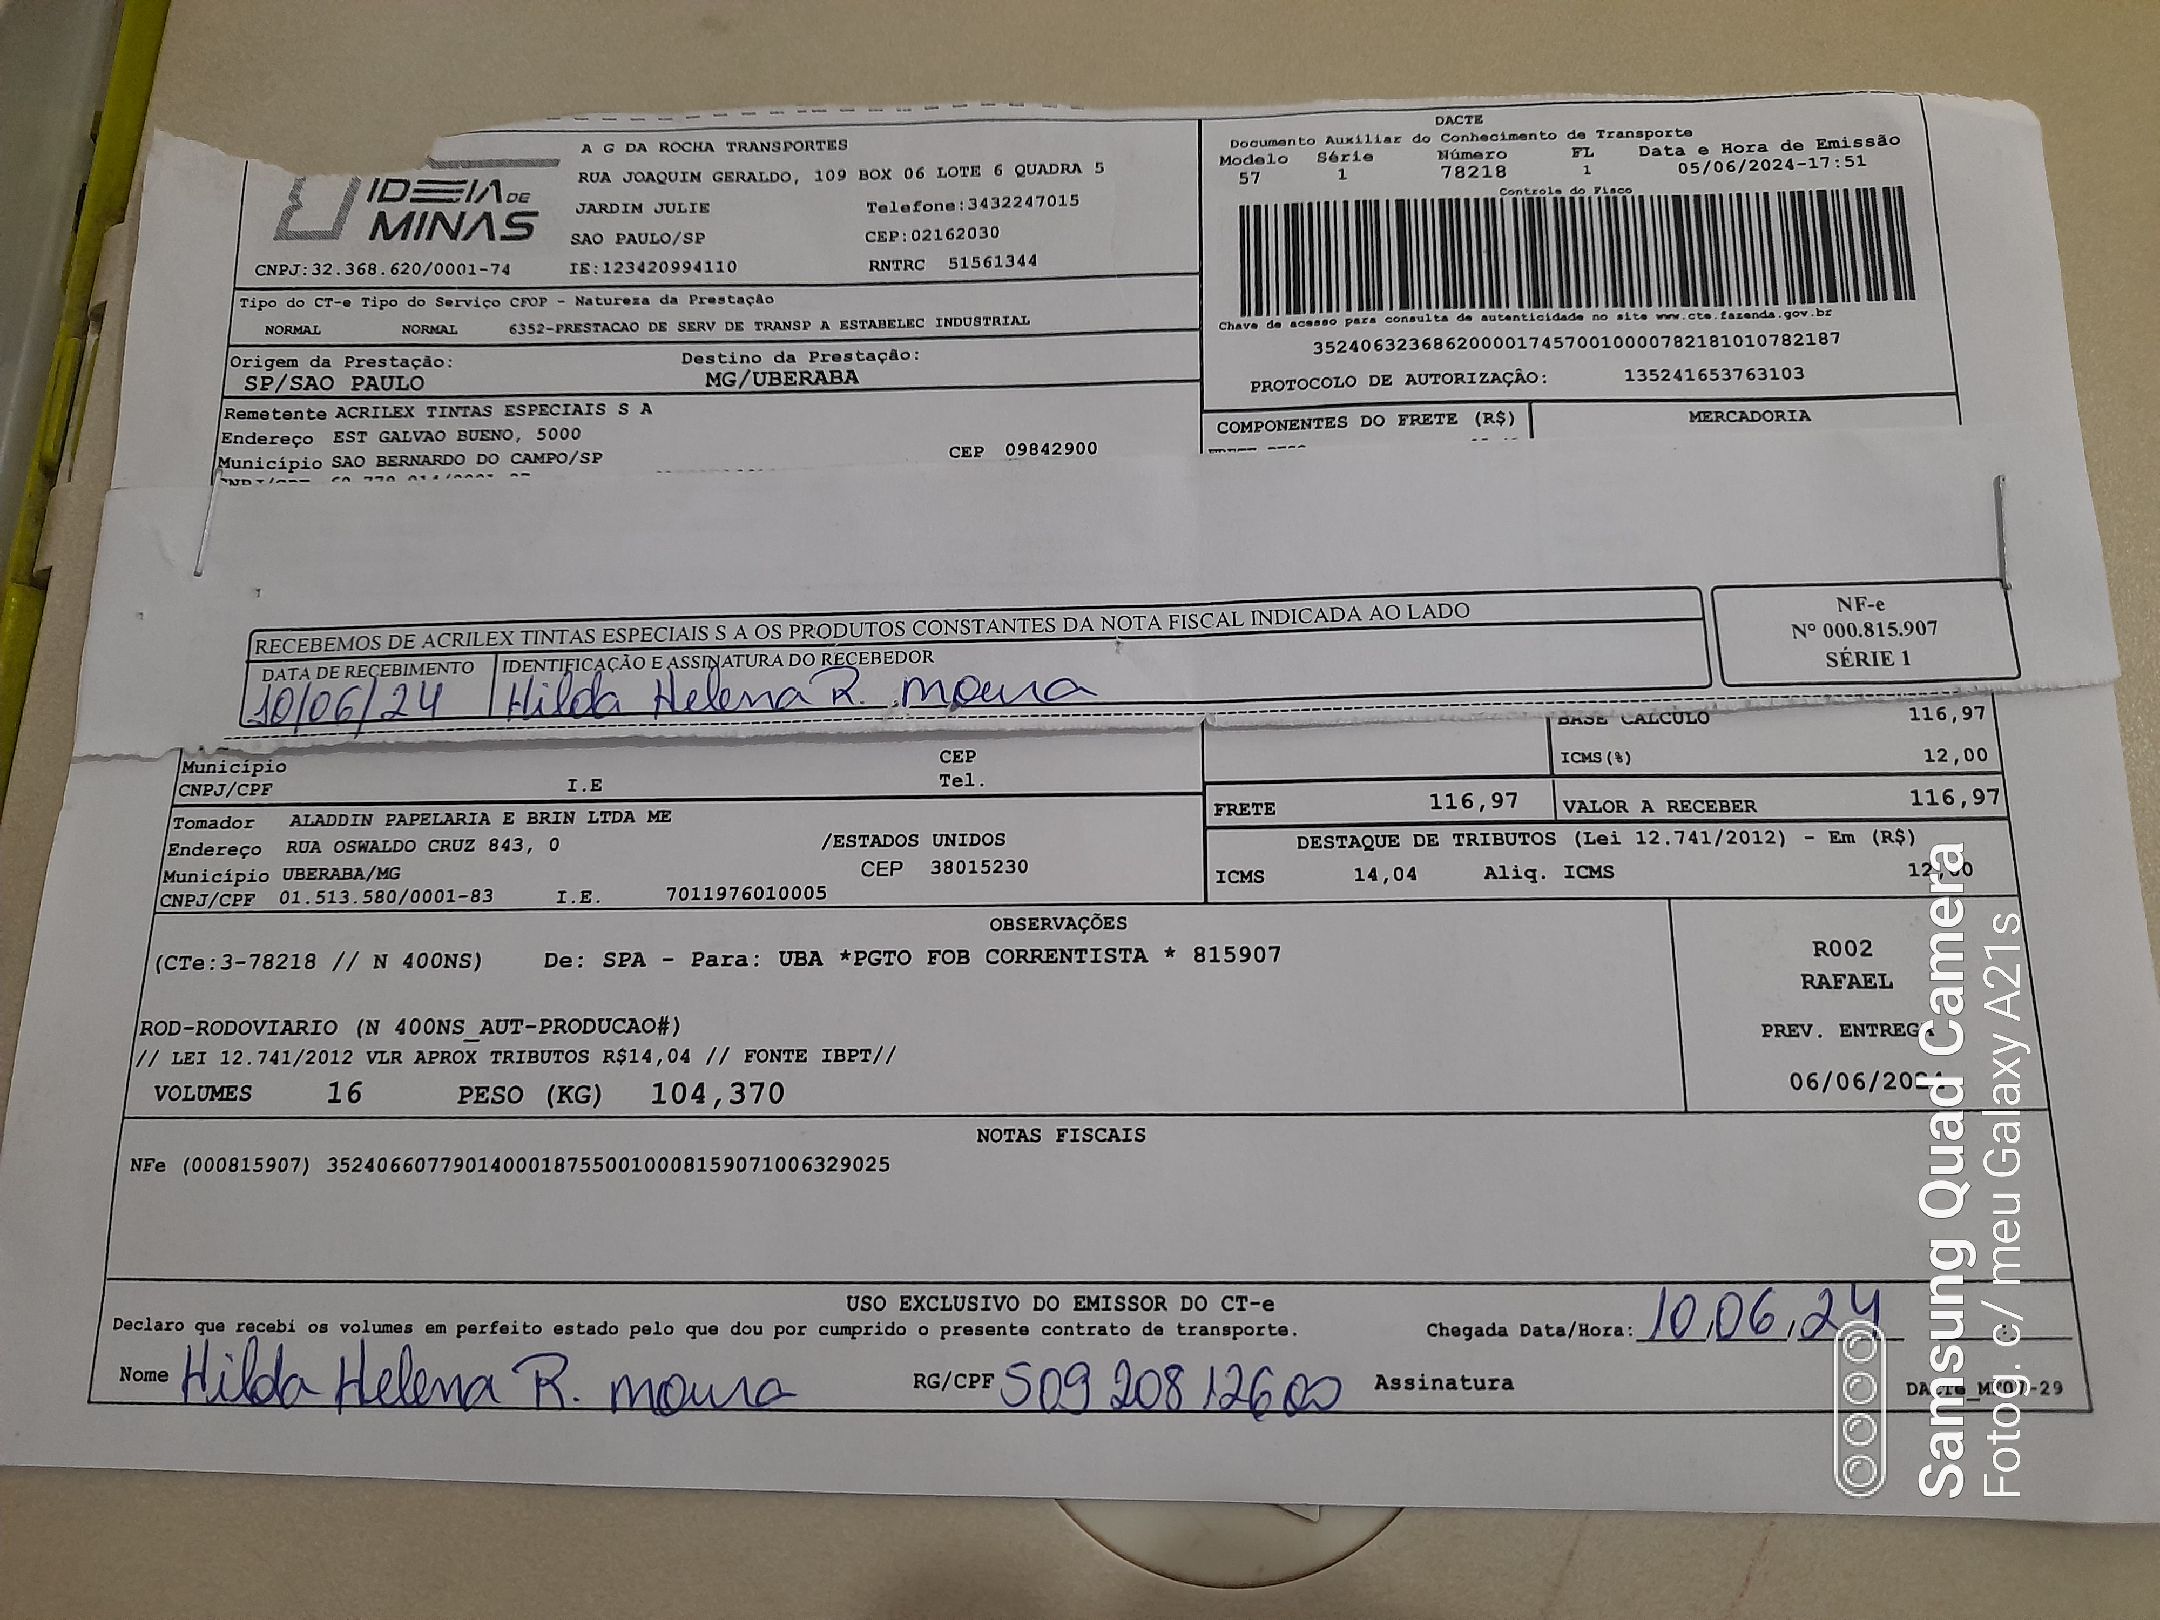 A G DA ROCHA TRANSPORTES
RUA JOAQUIM GERALDO, 109 BOX 06 LOTE 6 QUADRA 5
IDEIA DE MINAS
JARDIM JULIE Telefone:3432247015
SAO PAULO/SP CEP:02162030
CNPJ:32.368.620/0001-74 IE:123420994110 RNTRC 51561344
DACTE
Documento Auxiliar do Conhecimento de Transporte
Modelo Série Número FL Data e Hora de Emissão
57 1 78218 1 05/06/2024-17:51
Controle do Fisco
Chave de acesso para consulta de autenticidade no site www.cte.fazenda.gov.br
35240632368620000174570010000782181010782187
PROTOCOLO DE AUTORIZAÇÃO: 135241653763103
Tipo do CT-e Tipo do Serviço CFOP - Natureza da Prestação
NORMAL NORMAL 6352-PRESTACAO DE SERV DE TRANSP A ESTABELEC INDUSTRIAL
Origem da Prestação: Destino da Prestação:
SP/SAO PAULO MG/UBERABA
Remetente ACRILEX TINTAS ESPECIAIS S A
Endereço EST GALVAO BUENO, 5000
Município SAO BERNARDO DO CAMPO/SP CEP 09842900
COMPONENTES DO FRETE (R$) MERCADORIA
RECEBEMOS DE ACRILEX TINTAS ESPECIAIS S A OS PRODUTOS CONSTANTES DA NOTA FISCAL INDICADA AO LADO
DATA DE RECEBIMENTO IDENTIFICAÇÃO E ASSINATURA DO RECEBEDOR
10/06/24 Hilda Helena R. Moura
NF-e
Nº 000.815.907
SÉRIE 1
BASE CALCULO 116,97
ICMS(%) 12,00
Município CEP
CNPJ/CPF I.E Tel.
FRETE 116,97 VALOR A RECEBER 116,97
Tomador ALADDIN PAPELARIA E BRIN LTDA ME
Endereço RUA OSWALDO CRUZ 843, 0 /ESTADOS UNIDOS
Município UBERABA/MG CEP 38015230
CNPJ/CPF 01.513.580/0001-83 I.E. 7011976010005
DESTAQUE DE TRIBUTOS (Lei 12.741/2012) - Em (R$)
ICMS 14,04 Aliq. ICMS 12,00
OBSERVAÇÕES
(CTe:3-78218 // N 400NS) De: SPA - Para: UBA *PGTO FOB CORRENTISTA * 815907
ROD-RODOVIARIO (N 400NS_AUT-PRODUCAO#)
// LEI 12.741/2012 VLR APROX TRIBUTOS R$14,04 // FONTE IBPT//
VOLUMES 16 PESO (KG) 104,370
R002
RAFAEL
PREV. ENTREGA
06/06/2024
NOTAS FISCAIS
NFe (000815907) 35240660779014000187550010008159071006329025
USO EXCLUSIVO DO EMISSOR DO CT-e
Declaro que recebi os volumes em perfeito estado pelo que dou por cumprido o presente contrato de transporte. Chegada Data/Hora: 10,06,24
Nome Hilda Helena R. Moura RG/CPF 50920812600 Assinatura
Samsung Quad Camera
Fotog. c/ meu Galaxy A21s